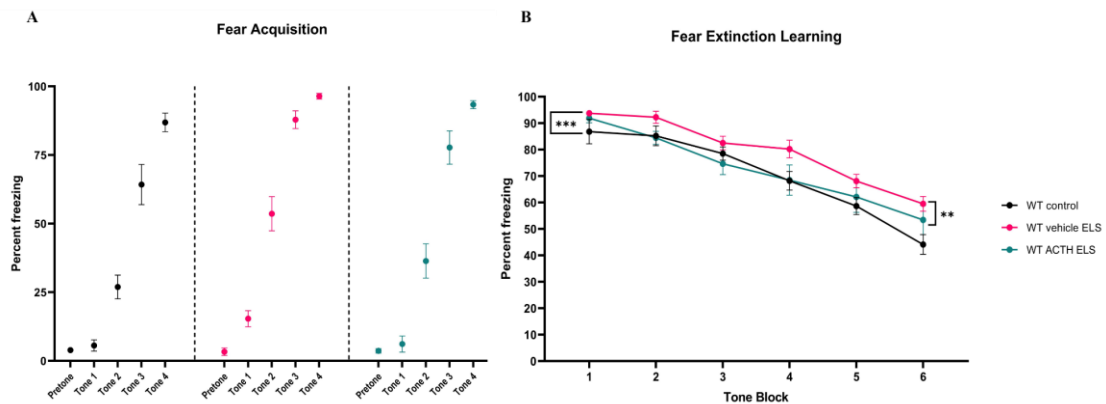 A
Fear Acquisition
Percent freezing
100
75
50
25
0
Pretone
Tone 1
Tone 2
Tone 3
Tone 4
Pretone
Tone 1
Tone 2
Tone 3
Tone 4
Pretone
Tone 1
Tone 2
Tone 3
Tone 4
B
Fear Extinction Learning
Percent freezing
100
90
80
70
60
50
40
30
20
10
0
***
**
1 2 3 4 5 6
Tone Block
WT control
WT vehicle ELS
WT ACTH ELS